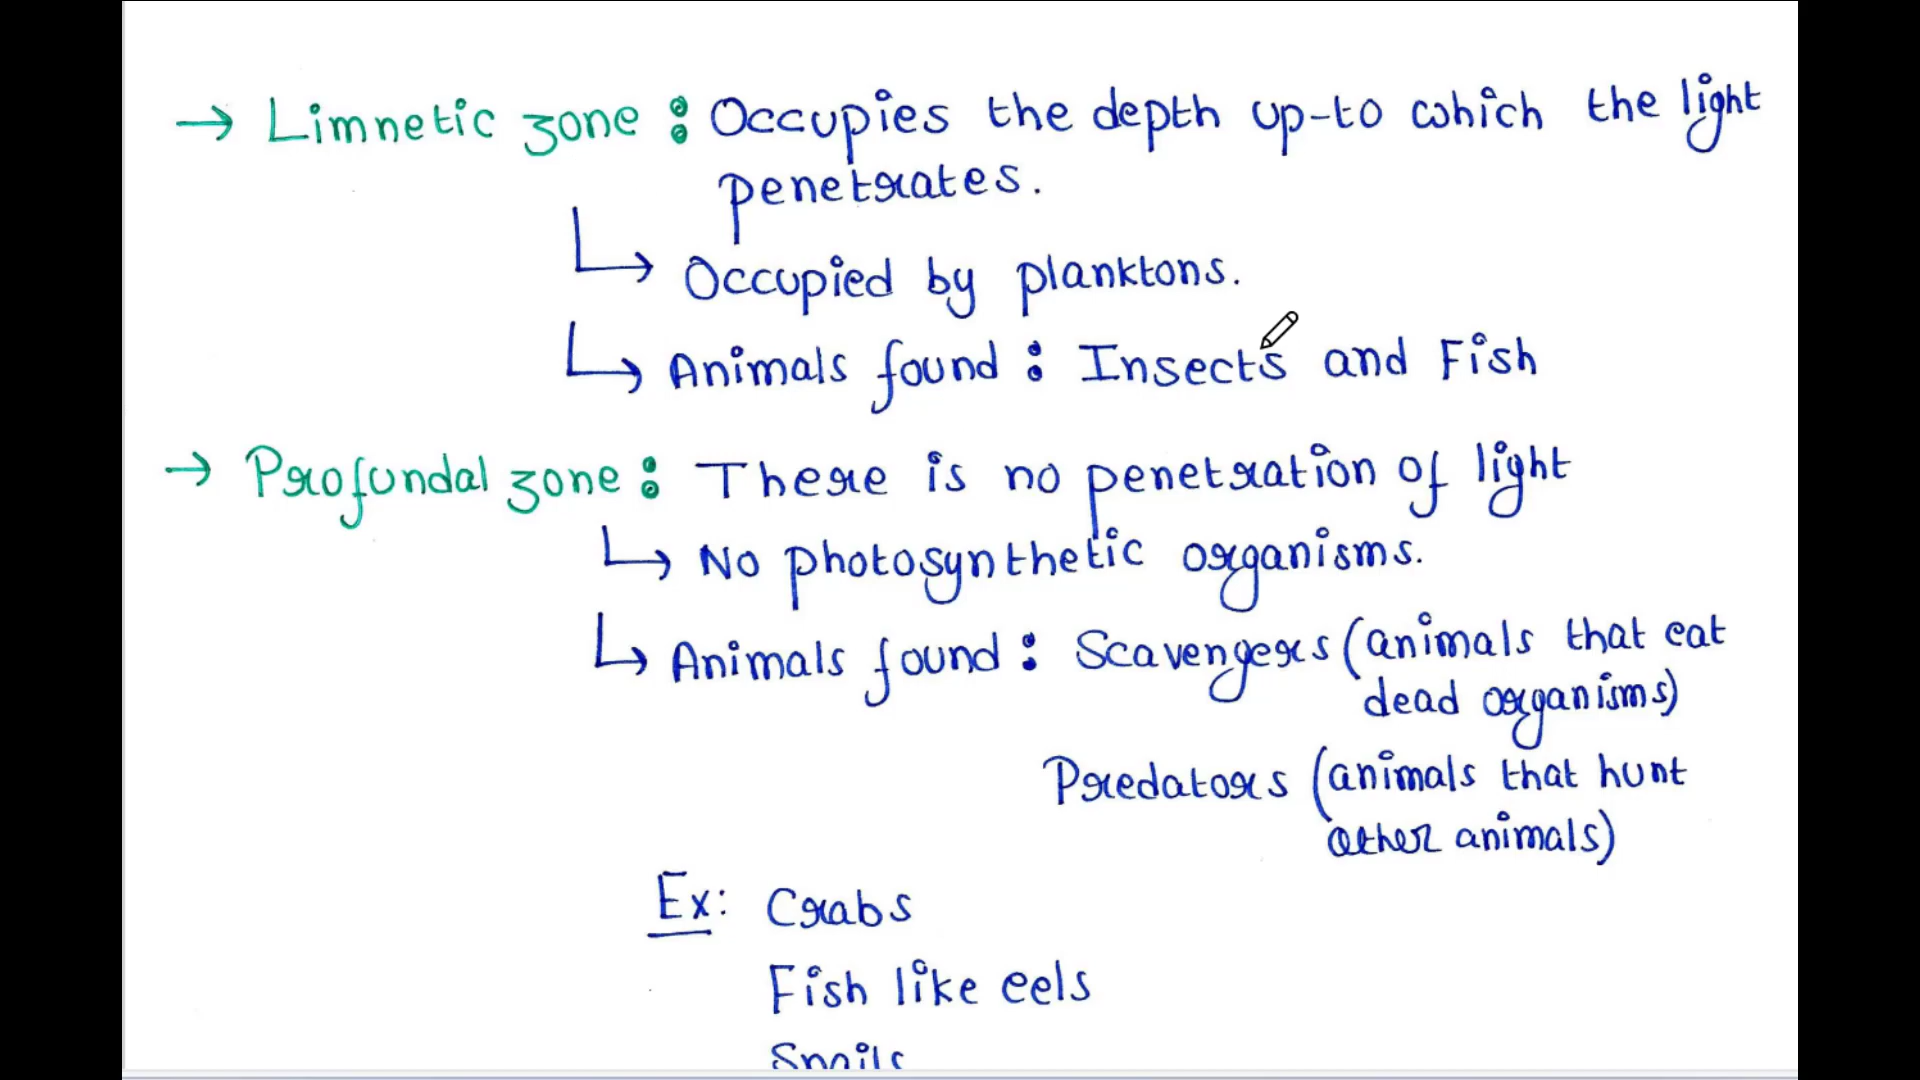 → Limnetic zone : Occupies the depth up-to which the light
penetrates.
↳ Occupied by planktons.
↳ Animals found : Insects and Fish
→ Profundal zone : There is no penetration of light
↳ No photosynthetic organisms.
↳ Animals found : Scavengers (animals that eat
dead organisms)
Predators (animals that hunt
other animals)
Ex: Crabs
Fish like eels
Snails